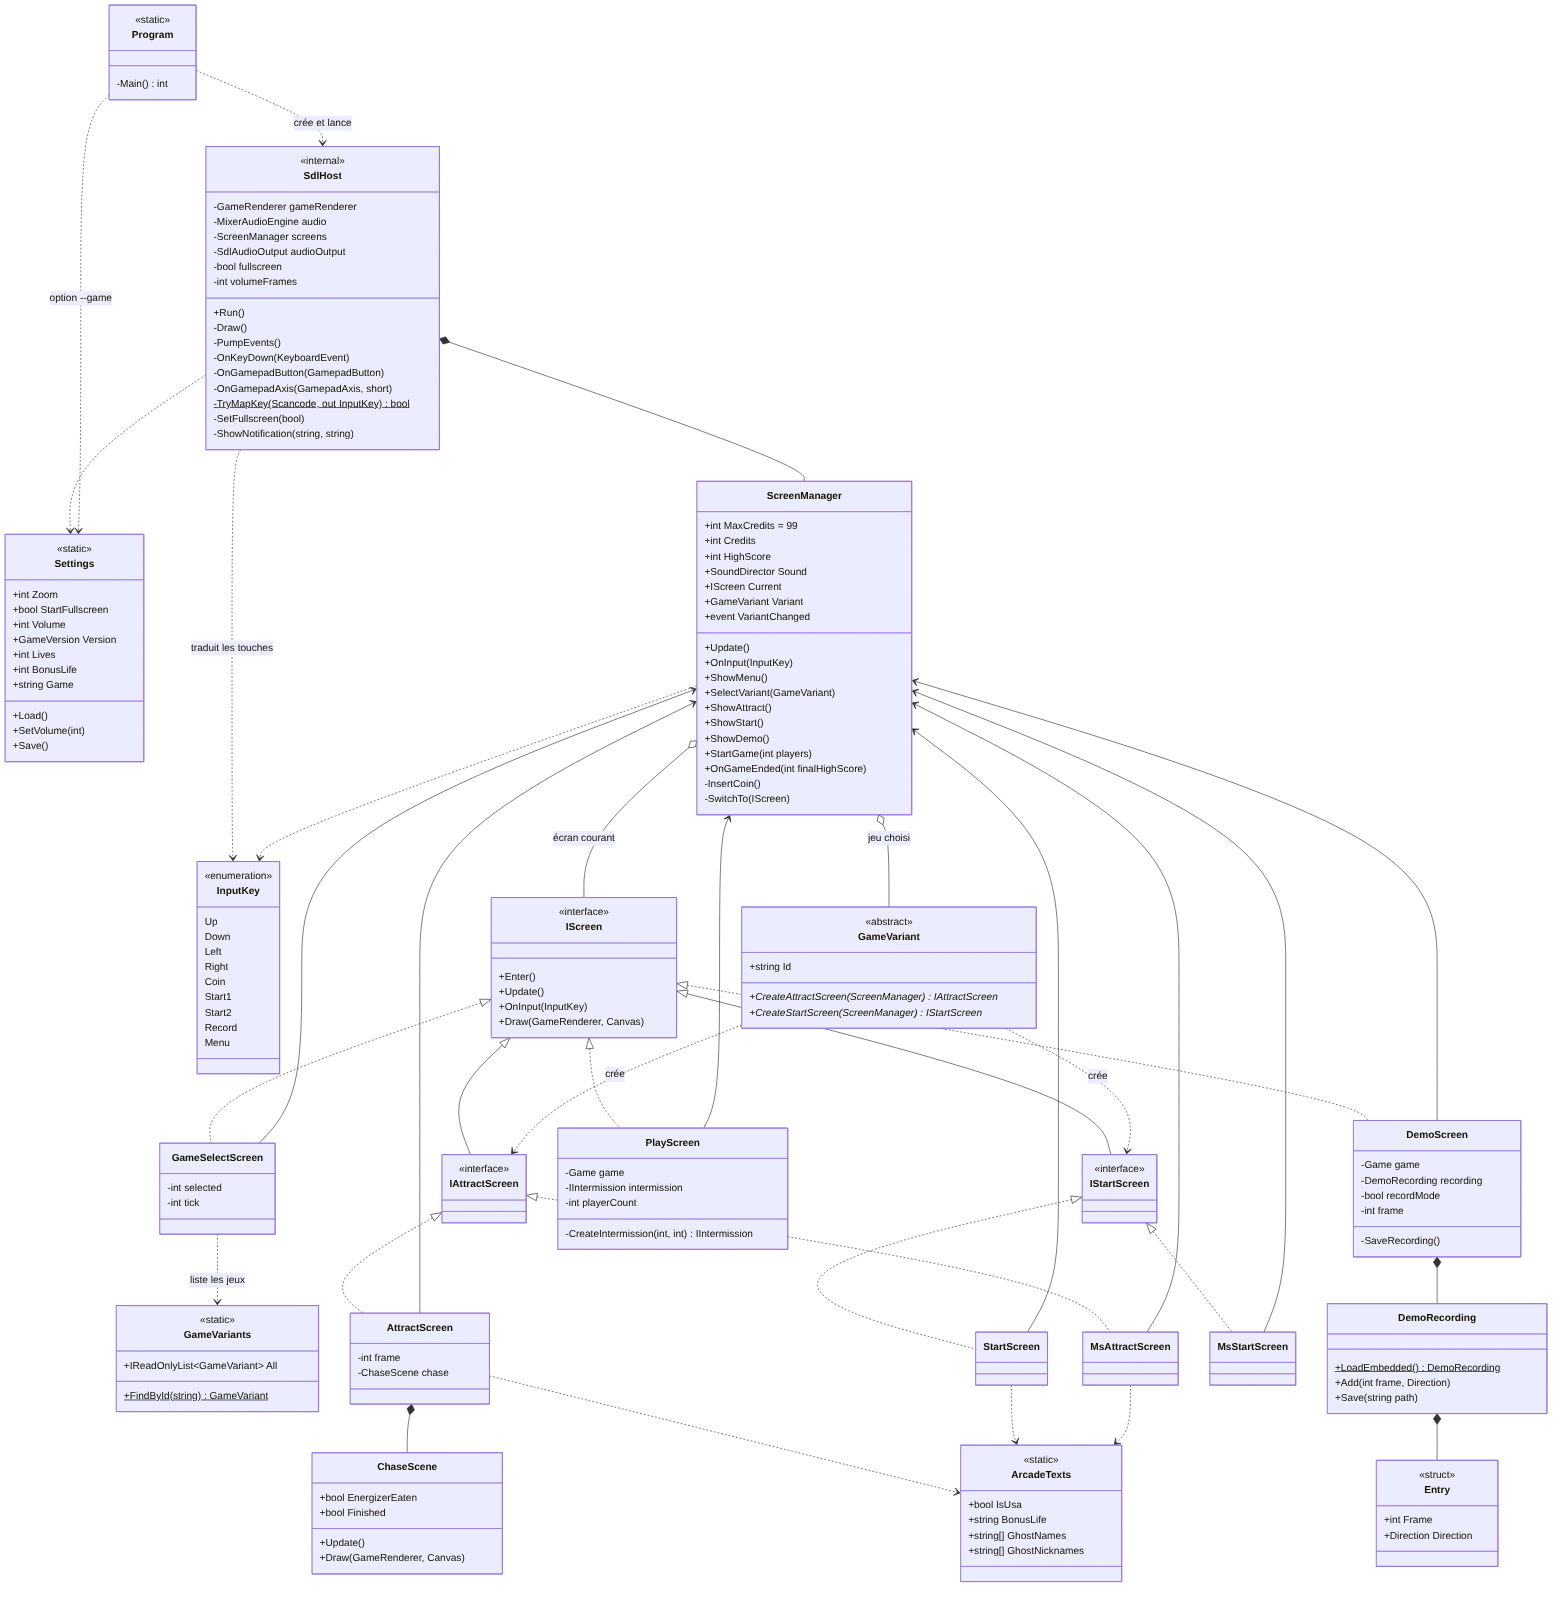 «static»
Program
-Main() : int
crée et lance
«internal»
SdlHost
-GameRenderer gameRenderer
-MixerAudioEngine audio
-ScreenManager screens
-SdlAudioOutput audioOutput
-bool fullscreen
-int volumeFrames
+Run()
-Draw()
-PumpEvents()
-OnKeyDown(KeyboardEvent)
-OnGamepadButton(GamepadButton)
-OnGamepadAxis(GamepadAxis, short)
-TryMapKey(Scancode, out InputKey) : bool
-SetFullscreen(bool)
-ShowNotification(string, string)
option --game
«static»
Settings
+int Zoom
+bool StartFullscreen
+int Volume
+GameVersion Version
+int Lives
+int BonusLife
+string Game
+Load()
+SetVolume(int)
+Save()
traduit les touches
ScreenManager
+int MaxCredits = 99
+int Credits
+int HighScore
+SoundDirector Sound
+IScreen Current
+GameVariant Variant
+event VariantChanged
+Update()
+OnInput(InputKey)
+ShowMenu()
+SelectVariant(GameVariant)
+ShowAttract()
+ShowStart()
+ShowDemo()
+StartGame(int players)
+OnGameEnded(int finalHighScore)
-InsertCoin()
-SwitchTo(IScreen)
écran courant
jeu choisi
«enumeration»
InputKey
Up
Down
Left
Right
Coin
Start1
Start2
Record
Menu
«interface»
IScreen
+Enter()
+Update()
+OnInput(InputKey)
+Draw(GameRenderer, Canvas)
«abstract»
GameVariant
+string Id
+CreateAttractScreen(ScreenManager) : IAttractScreen
+CreateStartScreen(ScreenManager) : IStartScreen
crée
crée
GameSelectScreen
-int selected
-int tick
«interface»
IAttractScreen
PlayScreen
-Game game
-IIntermission intermission
-int playerCount
-CreateIntermission(int, int) : IIntermission
«interface»
IStartScreen
DemoScreen
-Game game
-DemoRecording recording
-bool recordMode
-int frame
-SaveRecording()
liste les jeux
«static»
GameVariants
+IReadOnlyList<GameVariant> All
+FindById(string) : GameVariant
AttractScreen
-int frame
-ChaseScene chase
StartScreen
MsAttractScreen
MsStartScreen
DemoRecording
+LoadEmbedded() : DemoRecording
+Add(int frame, Direction)
+Save(string path)
ChaseScene
+bool EnergizerEaten
+bool Finished
+Update()
+Draw(GameRenderer, Canvas)
«static»
ArcadeTexts
+bool IsUsa
+string BonusLife
+string[] GhostNames
+string[] GhostNicknames
«struct»
Entry
+int Frame
+Direction Direction